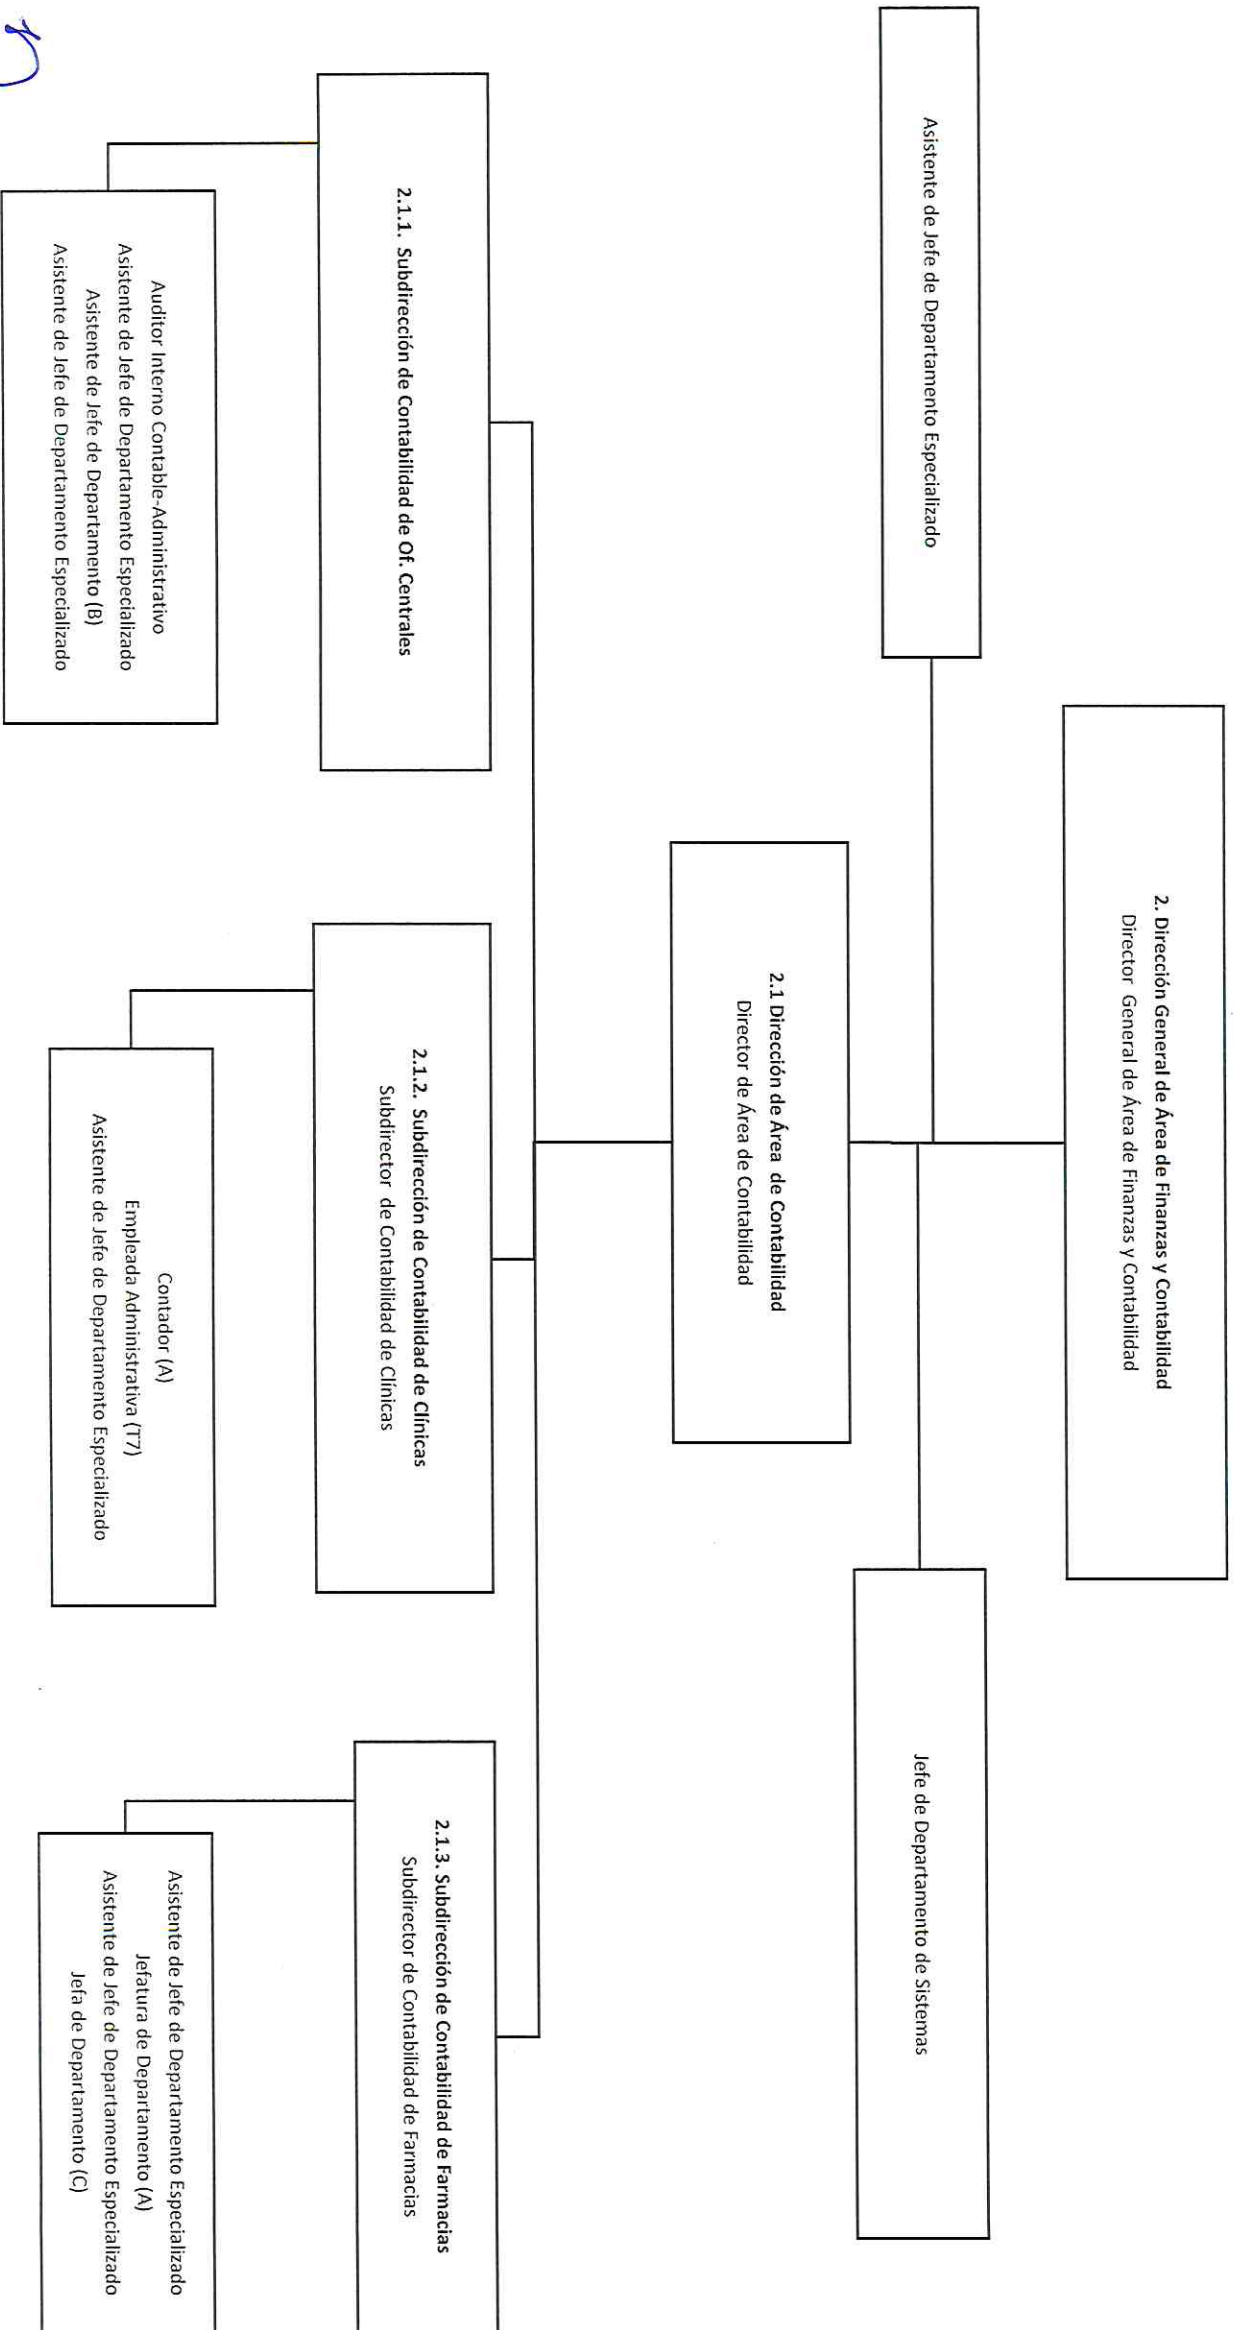 2. Dirección General de Área de Finanzas y Contabilidad
Director General de Área de Finanzas y Contabilidad
Asistente de Jefe de Departamento Especializado
Jefe de Departamento de Sistemas
2.1 Dirección de Área de Contabilidad
Director de Área de Contabilidad
2.1.1. Subdirección de Contabilidad de Of. Centrales
2.1.2. Subdirección de Contabilidad de Clínicas
Subdirector de Contabilidad de Clínicas
2.1.3. Subdirección de Contabilidad de Farmacias
Subdirector de Contabilidad de Farmacias
Auditor Interno Contable-Administrativo
Asistente de Jefe de Departamento Especializado
Asistente de Jefe de Departamento (B)
Asistente de Jefe de Departamento Especializado
Contador (A)
Empleada Administrativa (T7)
Asistente de Jefe de Departamento Especializado
Asistente de Jefe de Departamento Especializado
Jefatura de Departamento (A)
Asistente de Jefe de Departamento Especializado
Jefa de Departamento (C)